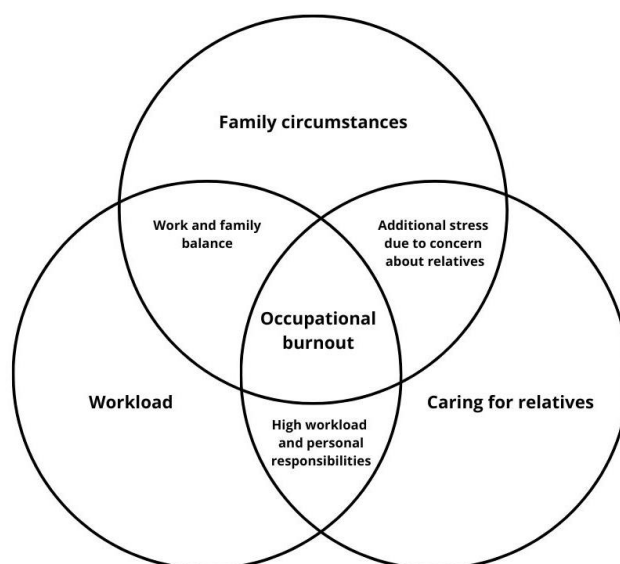 Family circumstances
Work and family
balance
Additional stress
due to concern
about relatives
Occupational
burnout
Workload
Caring for relatives
High workload
and personal
responsibilities